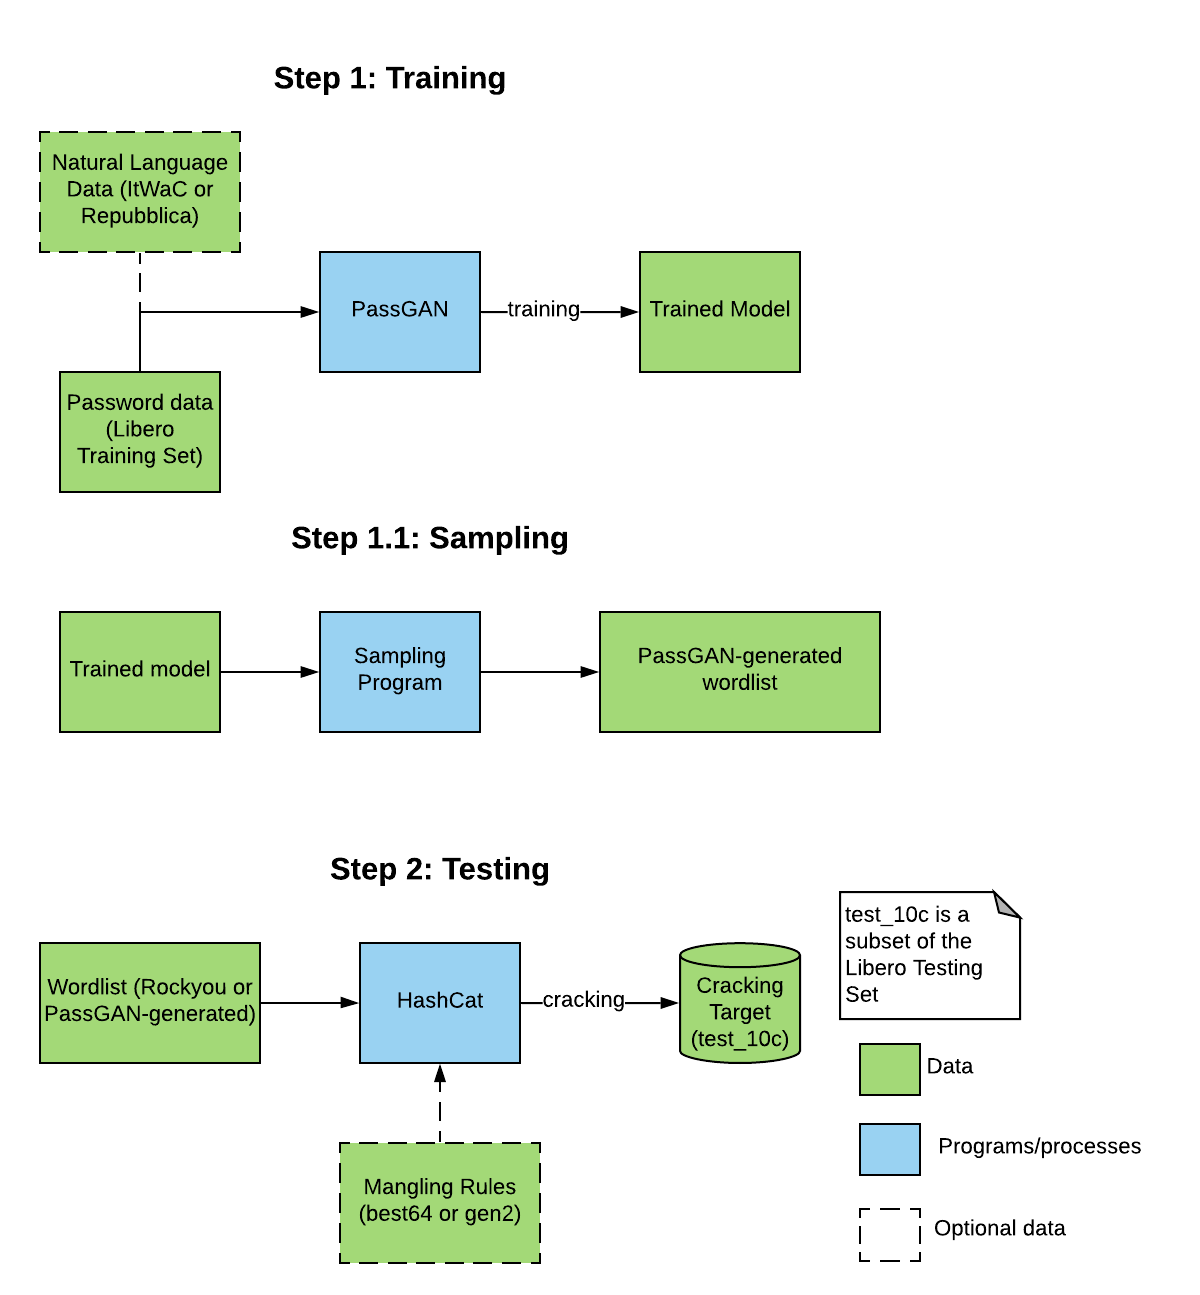 Step 1: Training
Natural Language
Data (ItWaC or
Repubblica)
PassGAN
training
Trained Model
Password data
(Libero
Training Set)
Step 1.1: Sampling
Trained model
Sampling
Program
PassGAN-generated
wordlist
Step 2: Testing
Wordlist (Rockyou or
PassGAN-generated)
HashCat
cracking
Cracking
Target
(test_10c)
test_10c is a
subset of the
Libero Testing
Set
Mangling Rules
(best64 or gen2)
Data
Programs/processes
Optional data